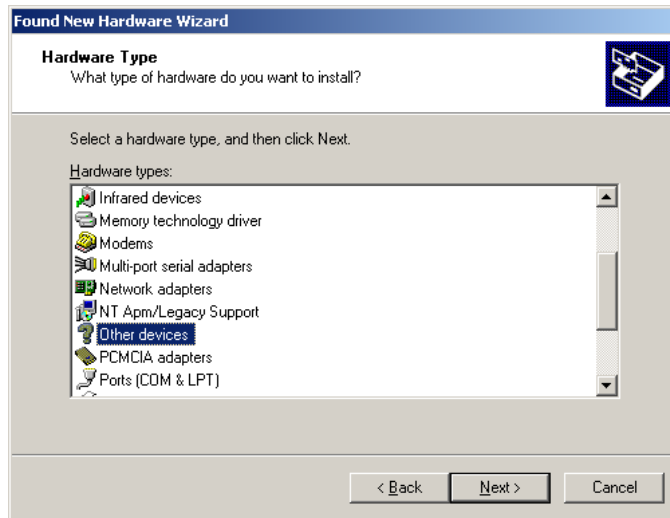 Found New Hardware Wizard
Hardware Type
What type of hardware do you want to install?
Select a hardware type, and then click Next.
Hardware types:
Infrared devices
Memory technology driver
Modems
Multi-port serial adapters
Network adapters
NT Apm/Legacy Support
Other devices
PCMCIA adapters
Ports (COM & LPT)
< Back Next > Cancel